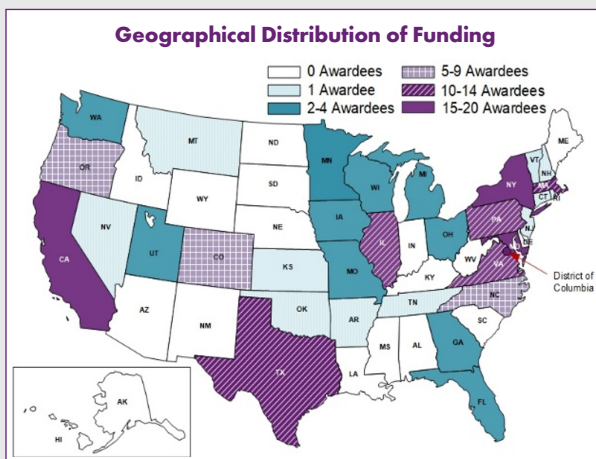 Geographical Distribution of Funding
0 Awardees
1 Awardee
2-4 Awardees
5-9 Awardees
10-14 Awardees
15-20 Awardees
WA
MT
ND
MN
ME
VT
NH
OR
ID
SD
WI
MI
NY
MA
CT
RI
WY
IA
PA
NJ
NE
NV
UT
IL
IN
OH
DE
CA
CO
WV
VA
District of
Columbia
KS
MO
KY
NC
TN
AZ
NM
OK
AR
SC
MS
AL
GA
TX
LA
FL
AK
HI